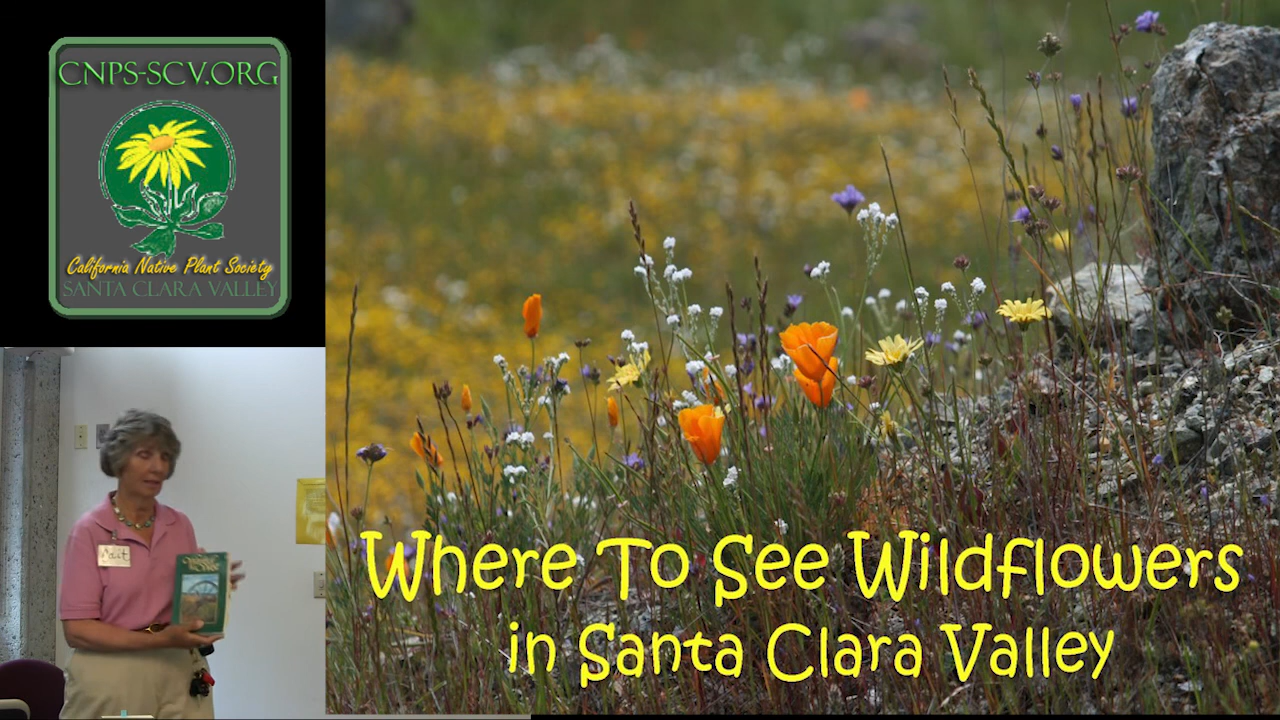 CNPS-SCV.ORG
California Native Plant Society
SANTA CLARA VALLEY
Where To See Wildflowers
in Santa Clara Valley